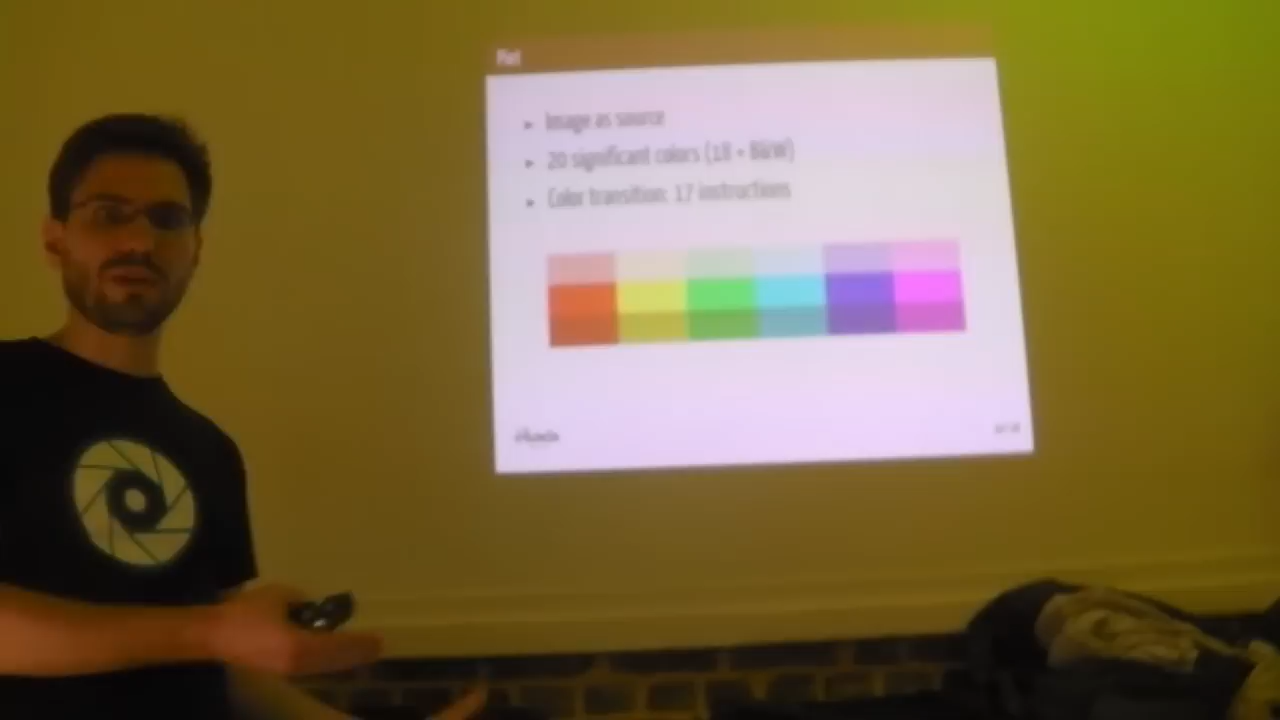 Piet
Image as source
20 significant colors (18 + B&W)
Color transition: 17 instructions